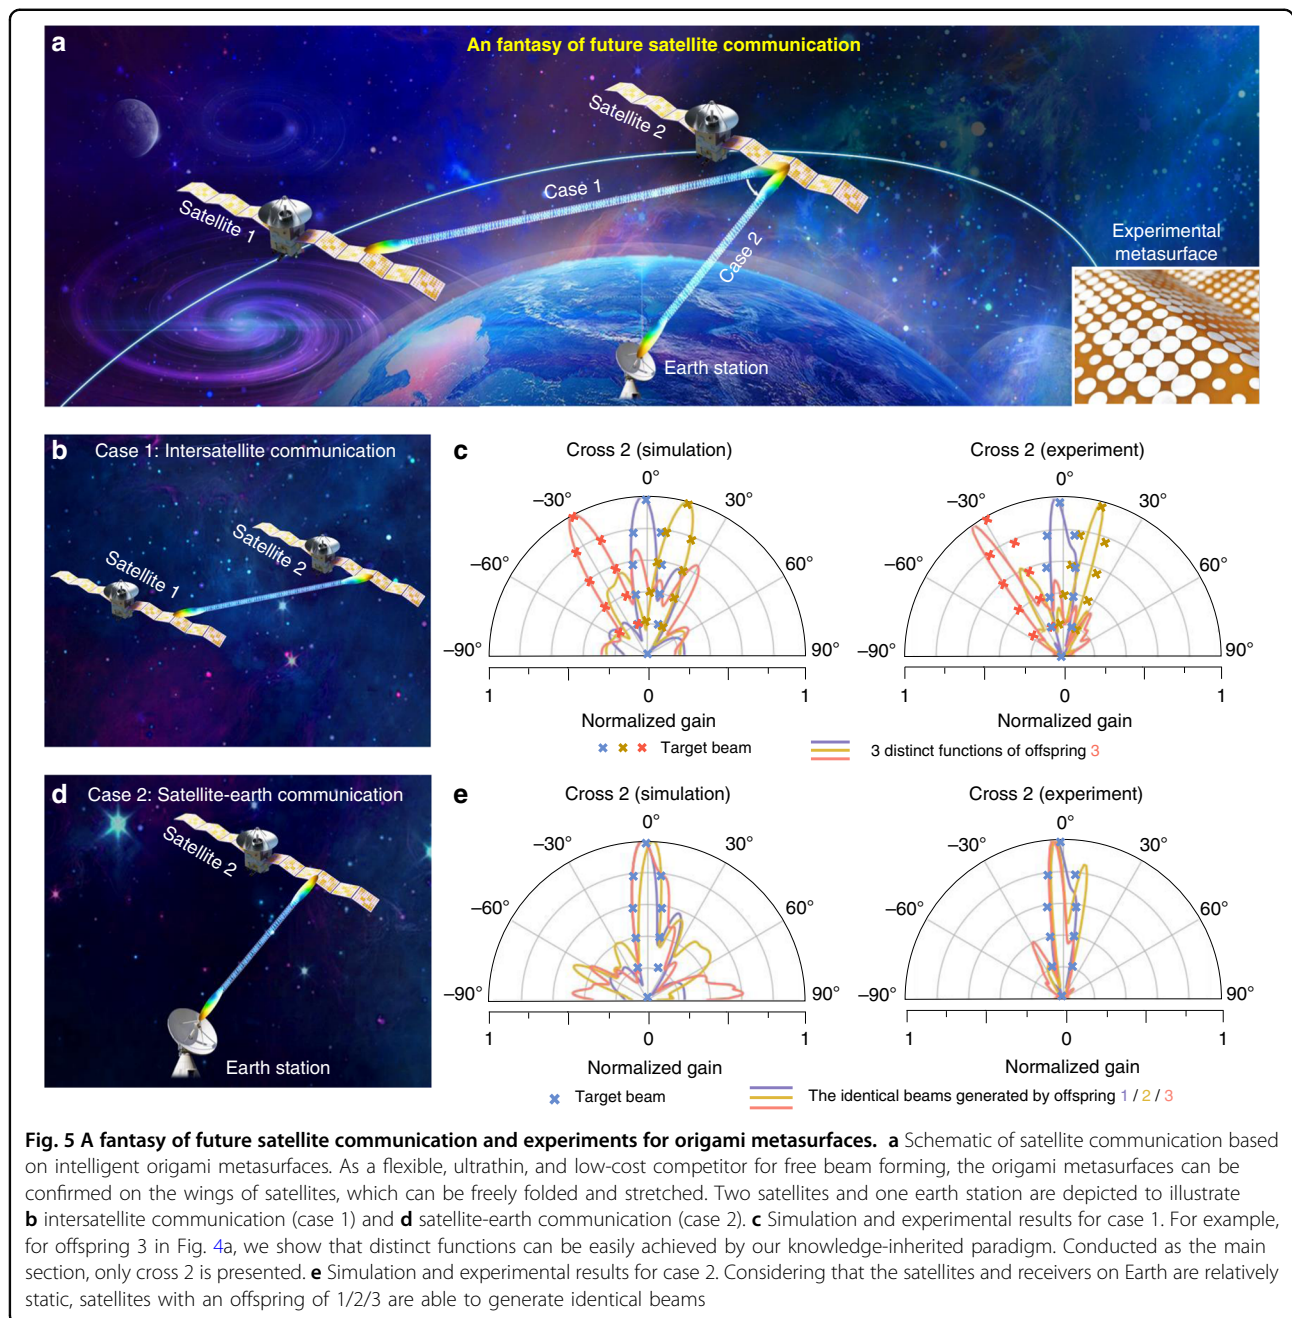 a
An fantasy of future satellite communication
Satellite 2
Case 1
Satellite 1
Case 2
Experimental
metasurface
Earth station
b Case 1: Intersatellite communication
Satellite 2
Satellite 1
c Cross 2 (simulation) Cross 2 (experiment)
0° 0°
–30° 30° –30° 30°
–60° 60° –60° 60°
–90° 90° –90° 90°
1 0 1 1 0 1
Normalized gain Normalized gain
Target beam 3 distinct functions of offspring 3
d Case 2: Satellite-earth communication
Satellite 2
Earth station
e Cross 2 (simulation) Cross 2 (experiment)
0° 0°
–30° 30° –30° 30°
–60° 60° –60° 60°
–90° 90° –90° 90°
1 0 1 1 0 1
Normalized gain Normalized gain
Target beam The identical beams generated by offspring 1 / 2 / 3
Fig. 5 A fantasy of future satellite communication and experiments for origami metasurfaces. a Schematic of satellite communication based
on intelligent origami metasurfaces. As a flexible, ultrathin, and low-cost competitor for free beam forming, the origami metasurfaces can be
confirmed on the wings of satellites, which can be freely folded and stretched. Two satellites and one earth station are depicted to illustrate
b intersatellite communication (case 1) and d satellite-earth communication (case 2). c Simulation and experimental results for case 1. For example,
for offspring 3 in Fig. 4a, we show that distinct functions can be easily achieved by our knowledge-inherited paradigm. Conducted as the main
section, only cross 2 is presented. e Simulation and experimental results for case 2. Considering that the satellites and receivers on Earth are relatively
static, satellites with an offspring of 1/2/3 are able to generate identical beams